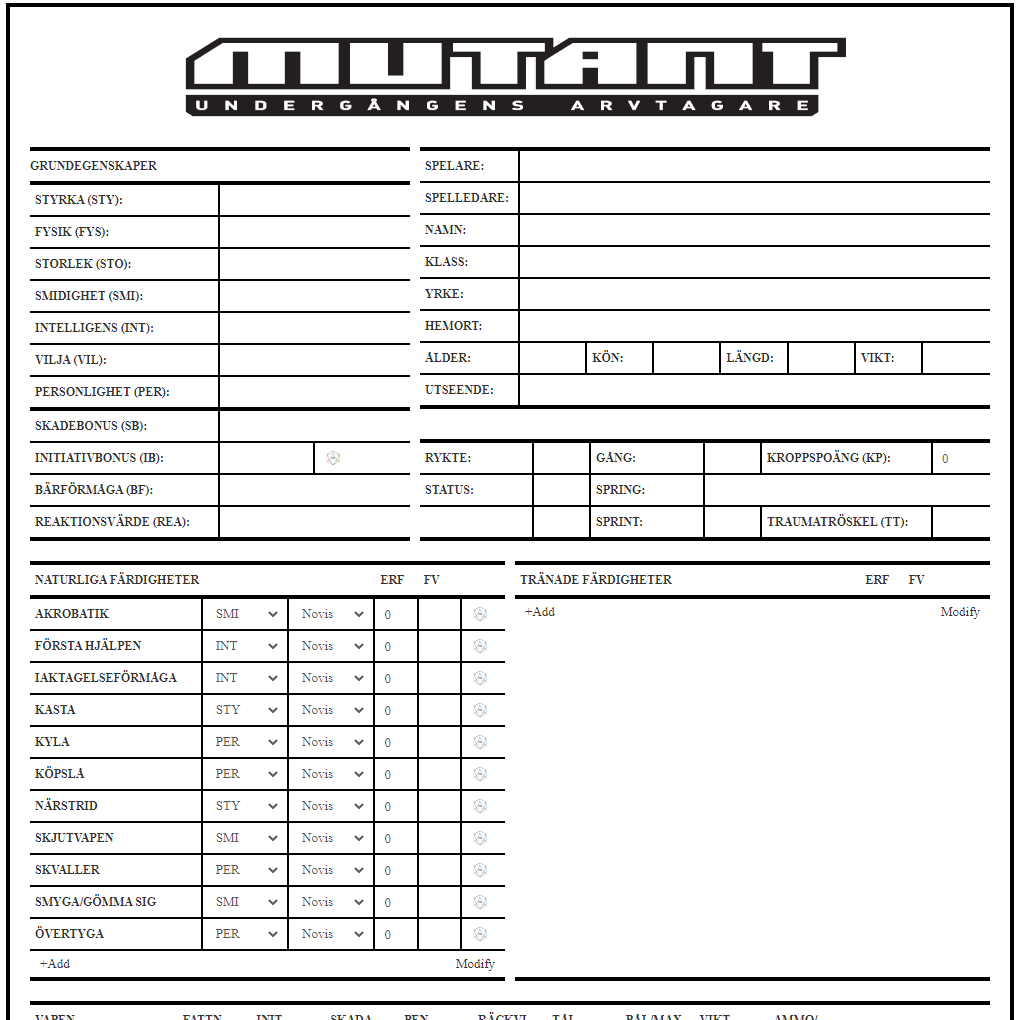 MUTANT
UNDERGÅNGENS ARVTAGARE
GRUNDEGENSKAPER
STYRKA (STY):
FYSIK (FYS):
STORLEK (STO):
SMIDIGHET (SMI):
INTELLIGENS (INT):
VILJA (VIL):
PERSONLIGHET (PER):
SKADEBONUS (SB):
INITIATIVBONUS (IB):
BÄRFÖRMÅGA (BF):
REAKTIONSVÄRDE (REA):
SPELARE:
SPELLEDARE:
NAMN:
KLASS:
YRKE:
HEMORT:
ÅLDER: KÖN: LÄNGD: VIKT:
UTSEENDE:
RYKTE: GÅNG: KROPPSPOÄNG (KP): 0
STATUS: SPRING:
SPRINT: TRAUMATRÖSKEL (TT):
NATURLIGA FÄRDIGHETER ERF FV
AKROBATIK SMI Novis 0
FÖRSTA HJÄLPEN INT Novis 0
IAKTAGELSEFÖRMÅGA INT Novis 0
KASTA STY Novis 0
KYLA PER Novis 0
KÖPSLÅ PER Novis 0
NÄRSTRID STY Novis 0
SKJUTVAPEN SMI Novis 0
SKVALLER PER Novis 0
SMYGA/GÖMMA SIG SMI Novis 0
ÖVERTYGA PER Novis 0
+Add Modify
TRÄNADE FÄRDIGHETER ERF FV
+Add Modify
VAPEN FATTN INIT SKADA PEN RÄCKVI TÅL PÅL/MAX VIKT AMMO/